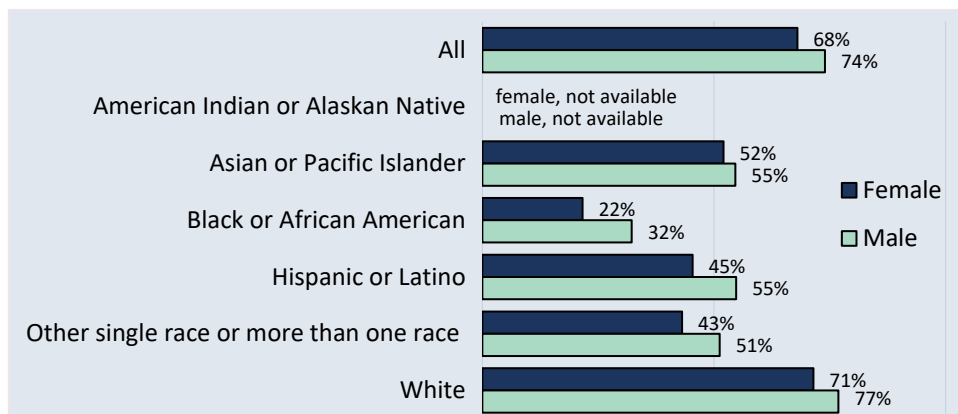 All
68%
74%
American Indian or Alaskan Native
female, not available
male, not available
Asian or Pacific Islander
52%
55%
Black or African American
22%
32%
Hispanic or Latino
45%
55%
Other single race or more than one race
43%
51%
White
71%
77%
Female
Male